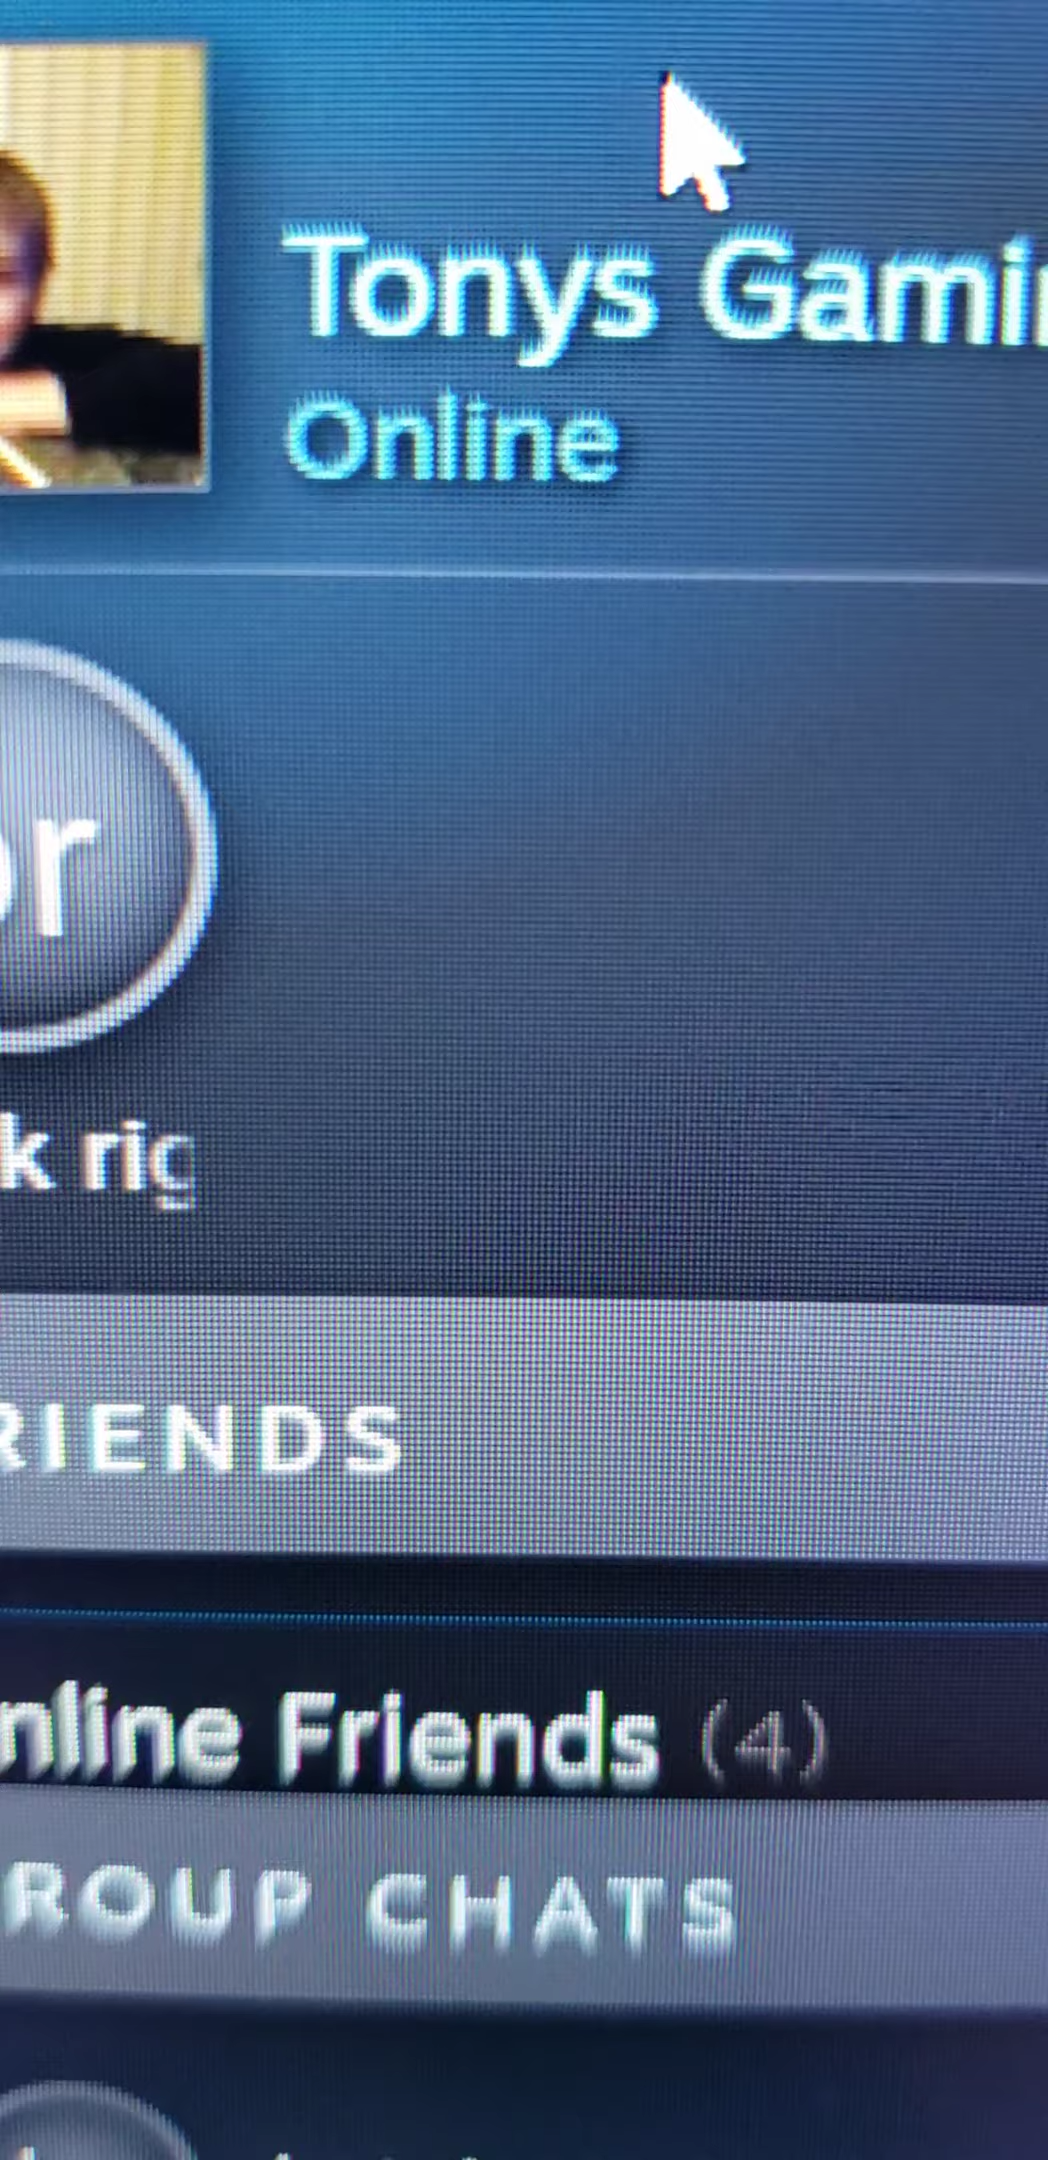 Tonys Gamin
Online
or
k rig
RIENDS
nline Friends (4)
ROUP CHATS